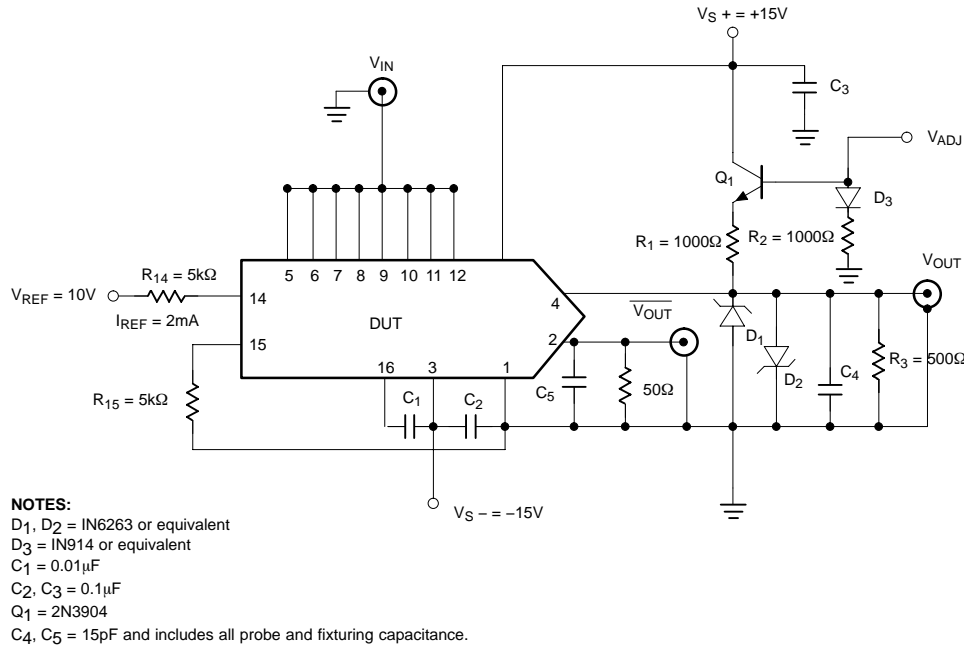 VS + = +15V
VIN
C3
VADJ
Q1
D3
R1 = 1000Ω
R2 = 1000Ω
5 6 7 8 9 10 11 12
VOUT
R14 = 5kΩ
VREF = 10V
14
4
VOUT
IREF = 2mA
DUT
D1
15
2
R3 = 500Ω
16 3 1
D2
C4
R15 = 5kΩ
C1
C2
C5
50Ω
VS – = –15V
NOTES:
D1, D2 = IN6263 or equivalent
D3 = IN914 or equivalent
C1 = 0.01μF
C2, C3 = 0.1μF
Q1 = 2N3904
C4, C5 = 15pF and includes all probe and fixturing capacitance.